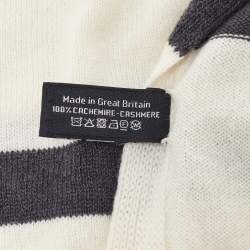 Made in Great Britain
100% CACHEMIRE-CASHMERE